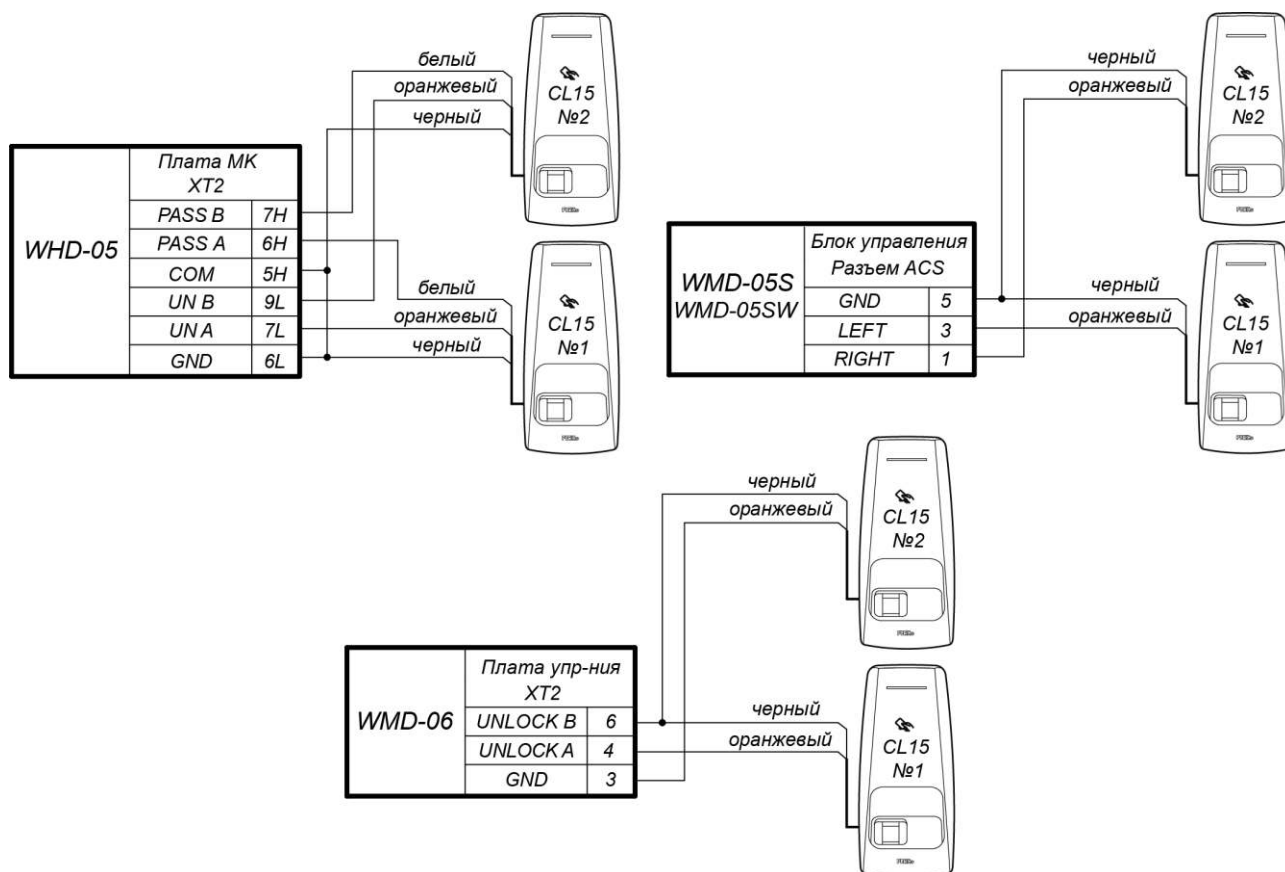 белый
оранжевый
черный
CL15
№2
WHD-05
Плата МК
XT2
PASS B 7H
PASS A 6H
COM 5H
UN B 9L
UN A 7L
GND 6L
белый
оранжевый
черный
CL15
№1
черный
оранжевый
CL15
№2
WMD-05S
WMD-05SW
Блок управления
Разъем ACS
GND 5
LEFT 3
RIGHT 1
черный
оранжевый
CL15
№1
черный
оранжевый
CL15
№2
WMD-06
Плата упр-ния
XT2
UNLOCK B 6
UNLOCK A 4
GND 3
черный
оранжевый
CL15
№1